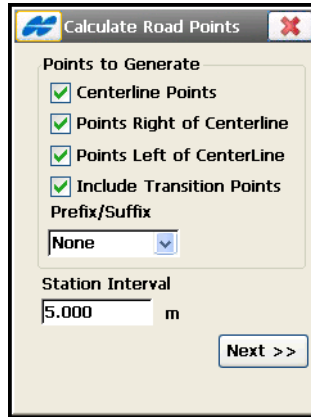 Calculate Road Points
Points to Generate
Centerline Points
Points Right of Centerline
Points Left of CenterLine
Include Transition Points
Prefix/Suffix
None
Station Interval
5.000 m
Next >>